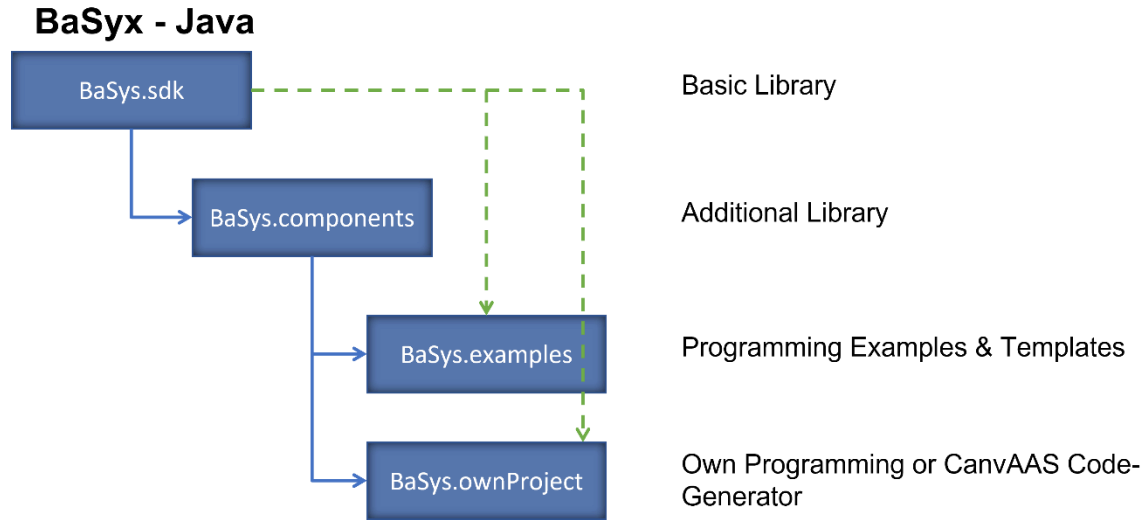 BaSyx - Java
BaSys.sdk
Basic Library
BaSys.components
Additional Library
BaSys.examples
Programming Examples & Templates
BaSys.ownProject
Own Programming or CanvAAS Code-
Generator